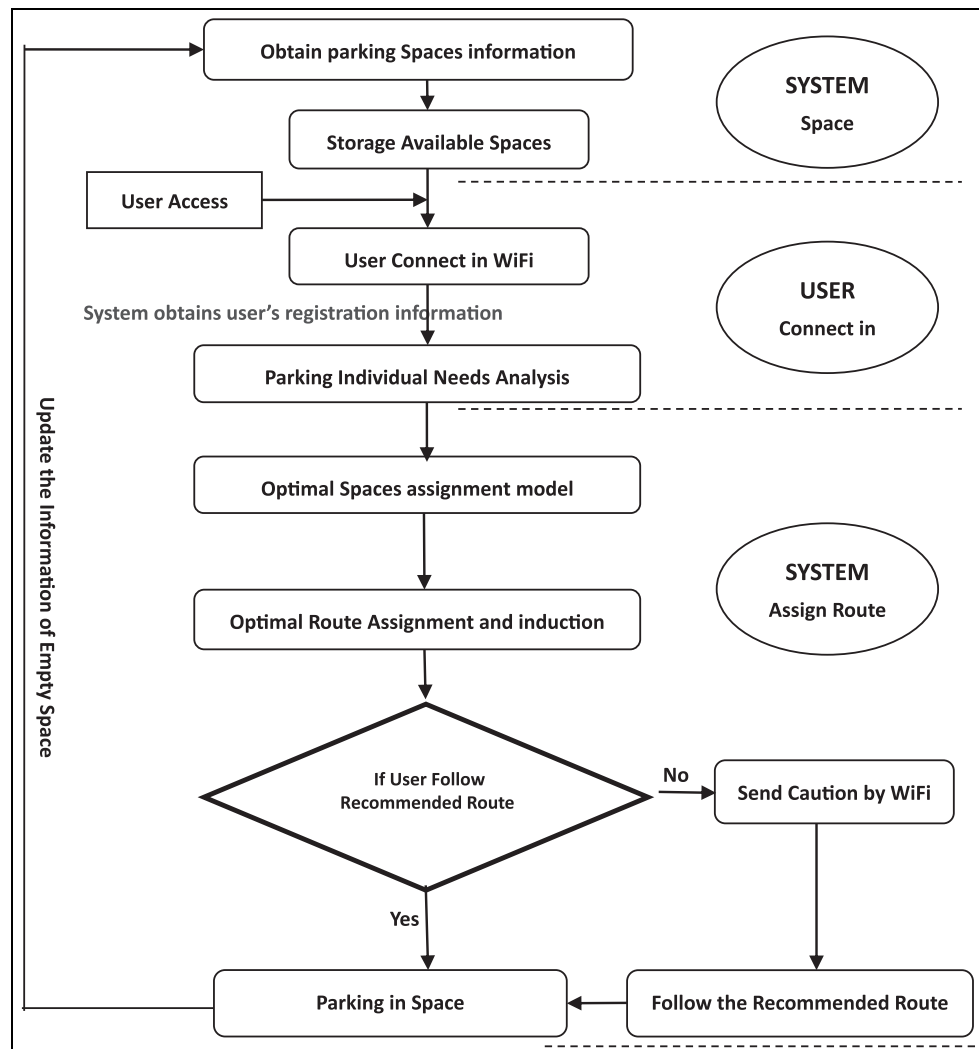 Obtain parking Spaces information
SYSTEM
Space
Storage Available Spaces
User Access
User Connect in WiFi
USER
Connect in
System obtains user's registration information
Parking Individual Needs Analysis
Update the Information of Empty Space
Optimal Spaces assignment model
SYSTEM
Assign Route
Optimal Route Assignment and induction
If User Follow
Recommended Route
No
Send Caution by WiFi
Yes
Parking in Space
Follow the Recommended Route